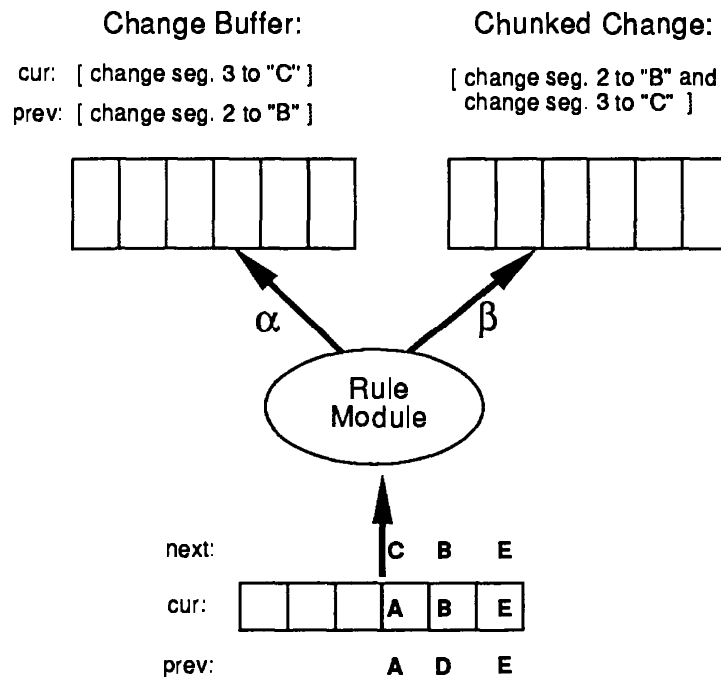 Change Buffer:
cur: [ change seg. 3 to "C" ]
prev: [ change seg. 2 to "B" ]
Chunked Change:
[ change seg. 2 to "B" and
change seg. 3 to "C" ]
α
β
Rule
Module
next: C B E
cur: A B E
prev: A D E